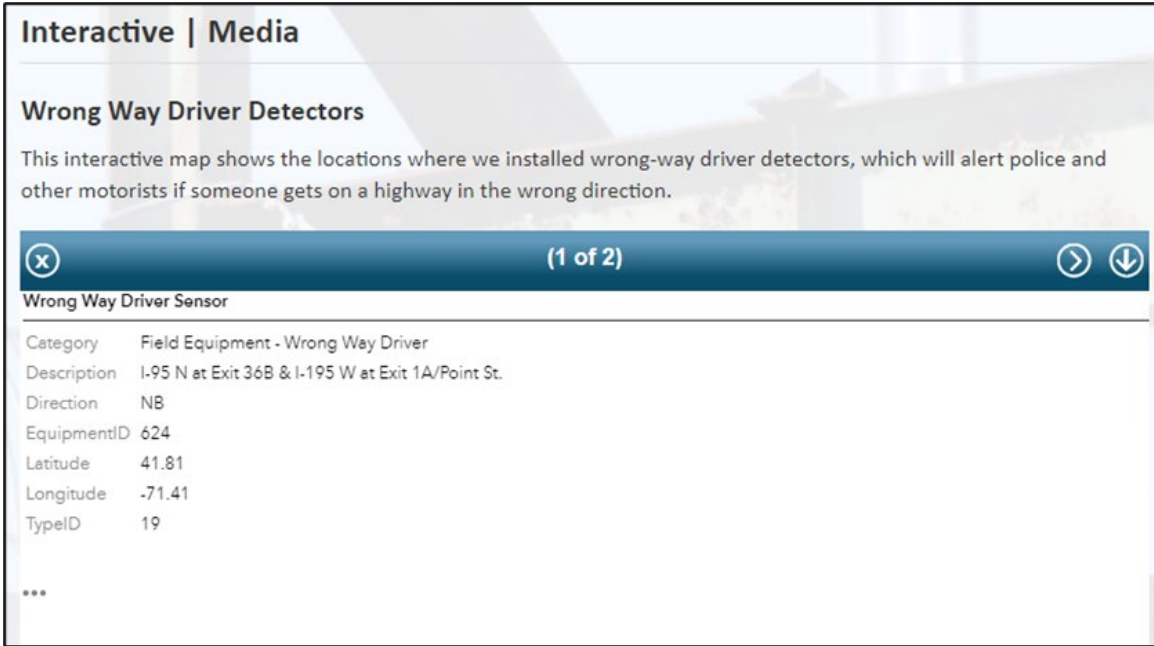 Interactive | Media
Wrong Way Driver Detectors
This interactive map shows the locations where we installed wrong-way driver detectors, which will alert police and
other motorists if someone gets on a highway in the wrong direction.
(1 of 2)
Wrong Way Driver Sensor
Category Field Equipment - Wrong Way Driver
Description I-95 N at Exit 36B & I-195 W at Exit 1A/Point St.
Direction NB
EquipmentID 624
Latitude 41.81
Longitude -71.41
TypeID 19
•••